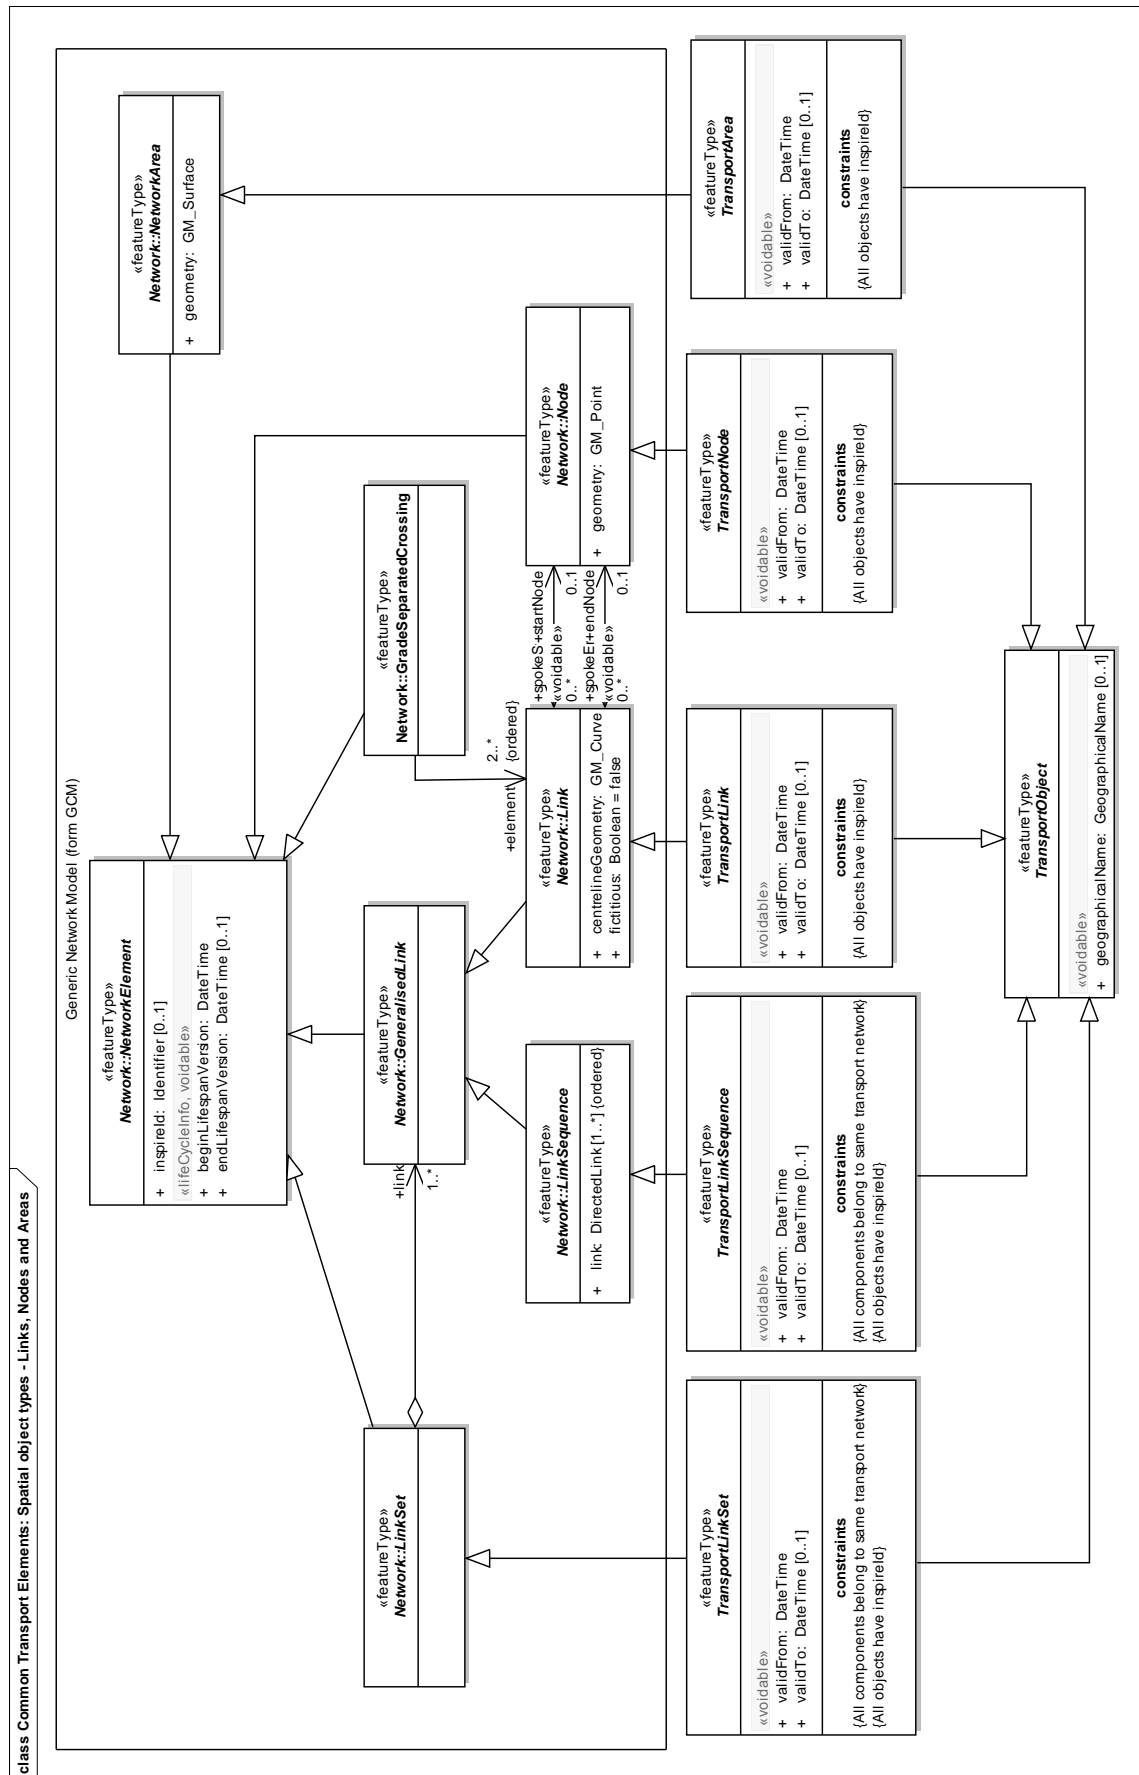 class Common Transport Elements: Spatial object types - Links, Nodes and Areas
Generic Network Model (form GCM)
«featureType»
Network::NetworkElement
+ inspireId: Identifier [0..1]
«lifeCycleInfo, voidable»
+ beginLifespanVersion: DateTime
+ endLifespanVersion: DateTime [0..1]
«featureType»
Network::NetworkArea
+ geometry: GM_Surface
«featureType»
Network::LinkSet
+link
1..*
«featureType»
Network::GeneralisedLink
«featureType»
Network::GradeSeparatedCrossing
+element
2..*
{ordered}
«featureType»
Network::LinkSequence
+ link: DirectedLink [1..*] {ordered}
«featureType»
Network::Link
+ centrelineGeometry: GM_Curve
+ fictitious: Boolean = false
+spokeS +startNode
«voidable»
0..* 0..1
+spokeEr +endNode
«voidable»
0..* 0..1
«featureType»
Network::Node
+ geometry: GM_Point
«featureType»
TransportLinkSet
«voidable»
+ validFrom: DateTime
+ validTo: DateTime [0..1]
constraints
{All components belong to same transport network}
{All objects have inspireId}
«featureType»
TransportLinkSequence
«voidable»
+ validFrom: DateTime
+ validTo: DateTime [0..1]
constraints
{All components belong to same transport network}
{All objects have inspireId}
«featureType»
TransportLink
«voidable»
+ validFrom: DateTime
+ validTo: DateTime [0..1]
constraints
{All objects have inspireId}
«featureType»
TransportNode
«voidable»
+ validFrom: DateTime
+ validTo: DateTime [0..1]
constraints
{All objects have inspireId}
«featureType»
TransportArea
«voidable»
+ validFrom: DateTime
+ validTo: DateTime [0..1]
constraints
{All objects have inspireId}
«featureType»
TransportObject
«voidable»
+ geographicalName: GeographicalName [0..1]